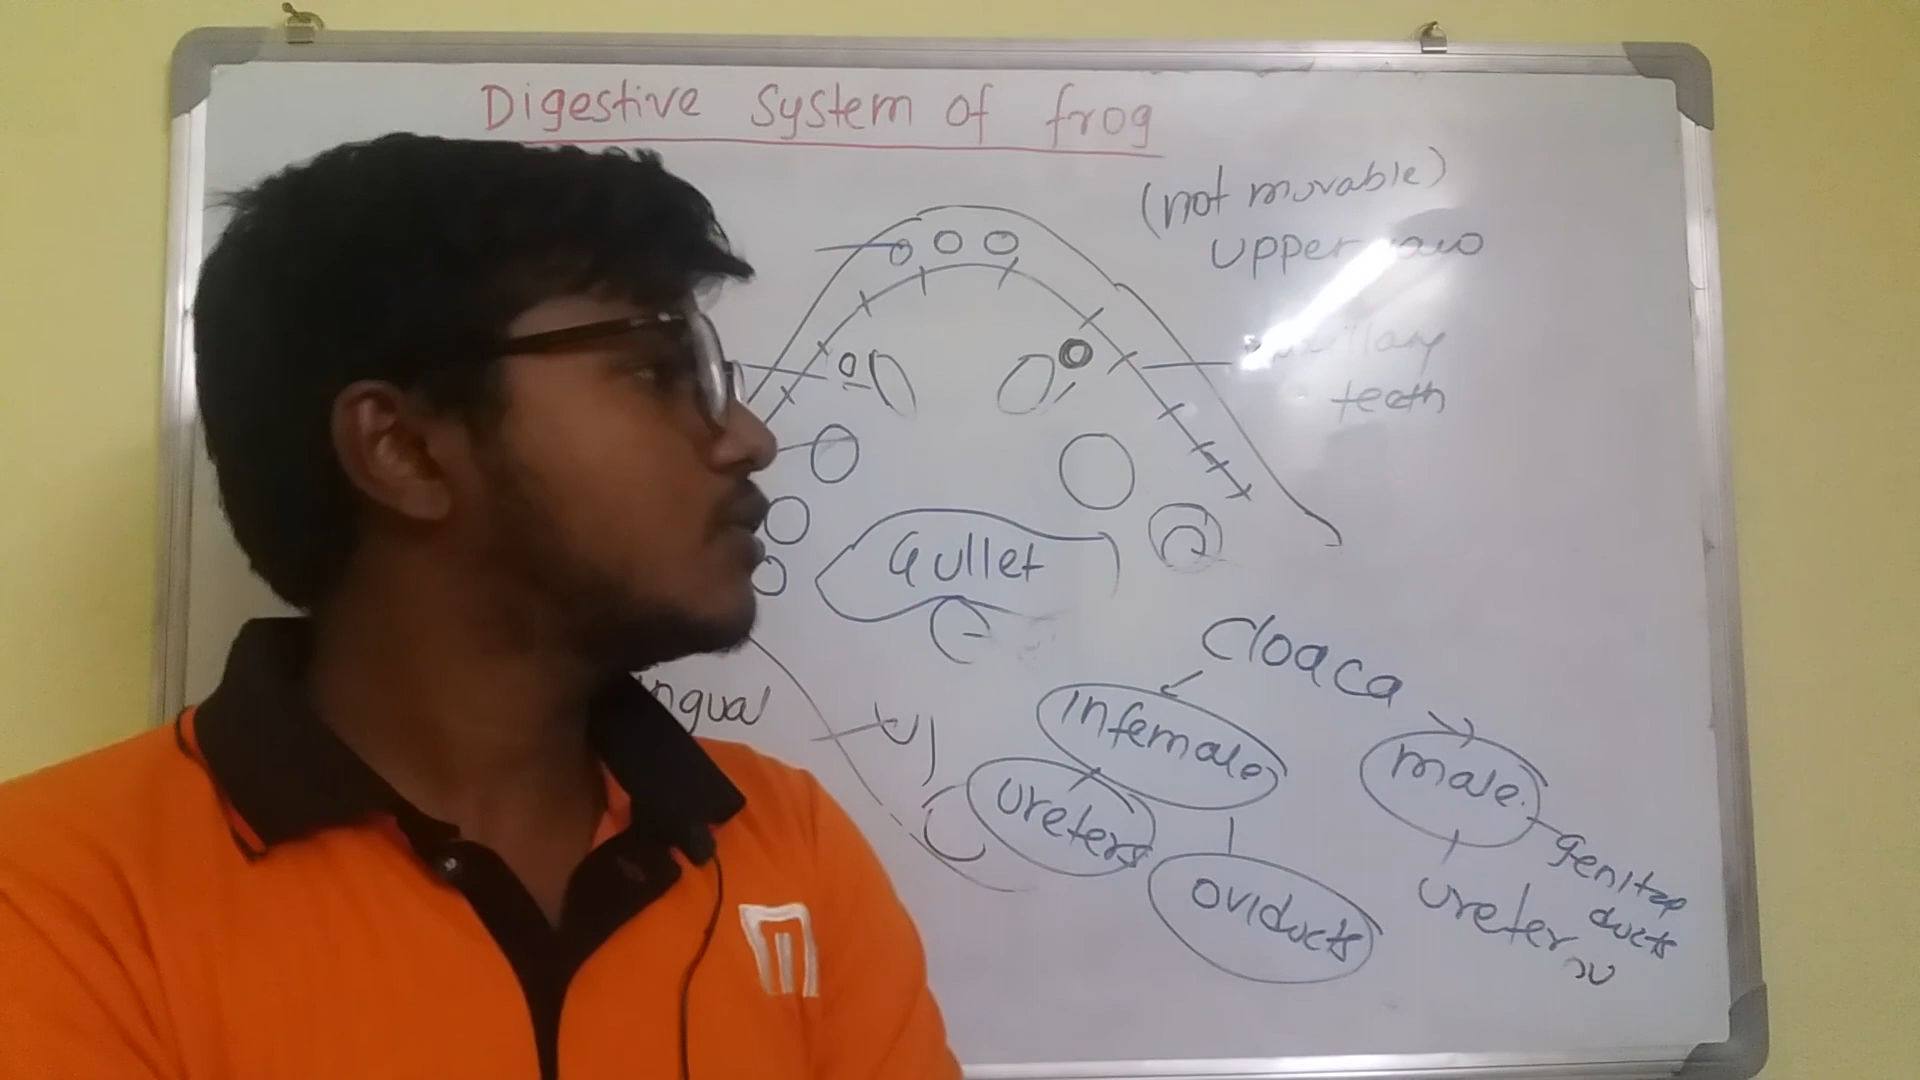 Digestive System of frog
(not movable)
upper
teeth
Gullet
Cloaca
ngual
infemale
male
ureters
genital
ducts
oviducts
ureter